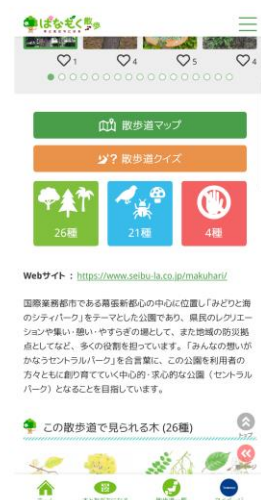 はなもく散歩
1
4
5
4
散歩道マップ
散歩道クイズ
26種
21種
4種
Webサイト : https://www.seibu-la.co.jp/makuhari/
国際業務都市である幕張新都心の中心に位置し「みどりと海
のシティパーク」をテーマとした公園であり、県民のレクリエー
ションや集い・憩い・やすらぎの場として、また地域の防災拠
点としてなど、多くの役割を担っています。「みんなの想いが
かなうセントラルパーク」を合言葉に、この公園を利用者の
方々とともに創り育てていく中心的・求心的な公園（セントラル
パーク）となることを目指しています。
この散歩道で見られる木 (26種)
トップ